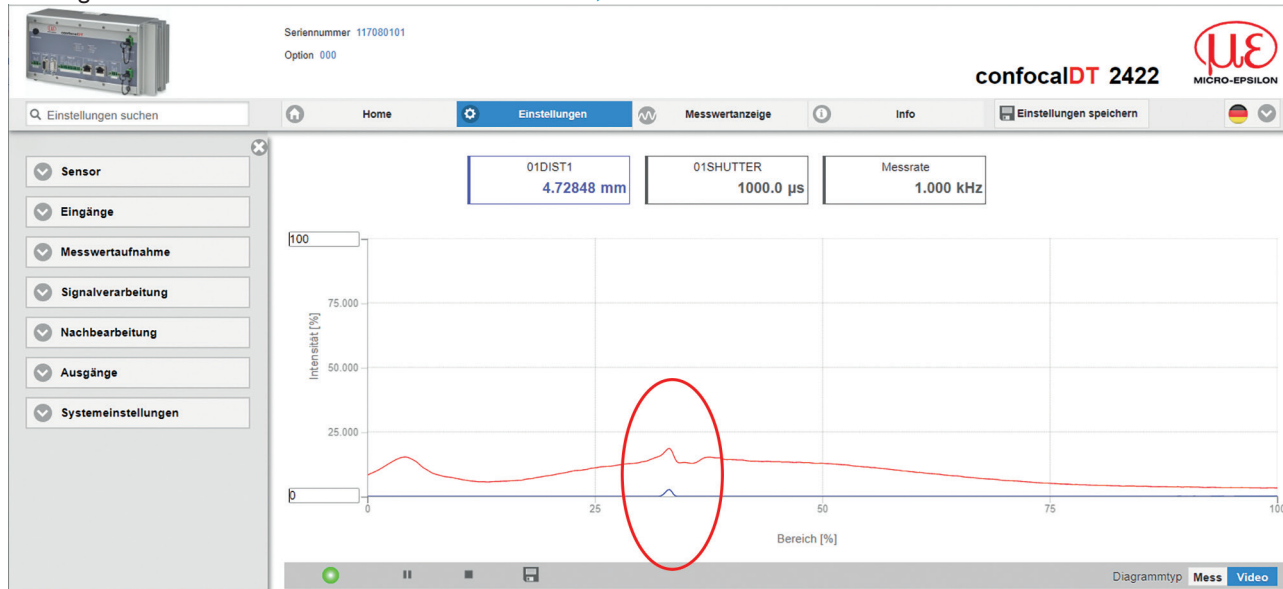 Seriennummer 117080101
Option 000
confocalDT 2422
με
MICRO-EPSILON
Einstellungen suchen
Home
Einstellungen
Messwertanzeige
Info
Einstellungen speichern
Sensor
Eingänge
Messwertaufnahme
Signalverarbeitung
Nachbearbeitung
Ausgänge
Systemeinstellungen
01DIST1
4.72848 mm
01SHUTTER
1000.0 µs
Messrate
1.000 kHz
100
75.000
50.000
25.000
0
Intensität [%]
0 25 50 75 100
Bereich [%]
Diagrammtyp Mess Video